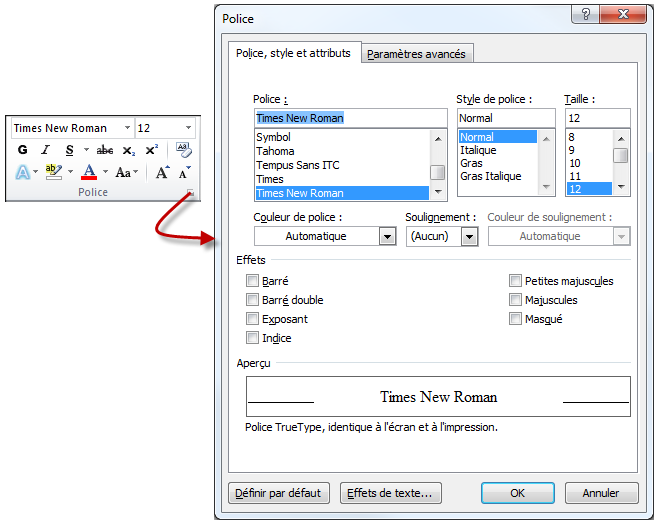 Times New Roman 12
G I S abc x₂ x² Aa
A ab A Aa A A
Police
Police
Police, style et attributs Paramètres avancés
Police : Style de police : Taille :
Times New Roman Normal 12
Symbol Normal 8
Tahoma Italique 9
Tempus Sans ITC Gras 10
Times Gras Italique 11
Times New Roman 12
Couleur de police : Soulignement : Couleur de soulignement :
Automatique (Aucun) Automatique
Effets
Barré Petites majuscules
Barré double Majuscules
Exposant Masqué
Indice
Aperçu
Times New Roman
Police TrueType, identique à l'écran et à l'impression.
Définir par défaut Effets de texte... OK Annuler